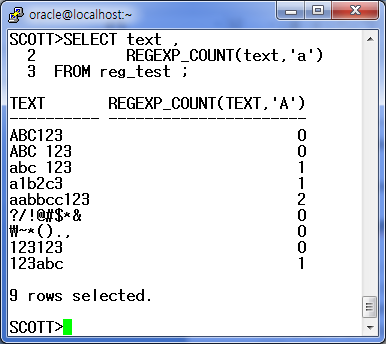 oracle@localhost:~
SCOTT>SELECT text ,
  2         REGEXP_COUNT(text,'a')
  3  FROM reg_test ;
TEXT       REGEXP_COUNT(TEXT,'A')
---------- ----------------------
ABC123                          0
ABC 123                         0
abc 123                         1
a1b2c3                          1
aabbcc123                       2
?/!@#$*&                        0
₩~*().,                         0
123123                          0
123abc                          1
9 rows selected.
SCOTT>